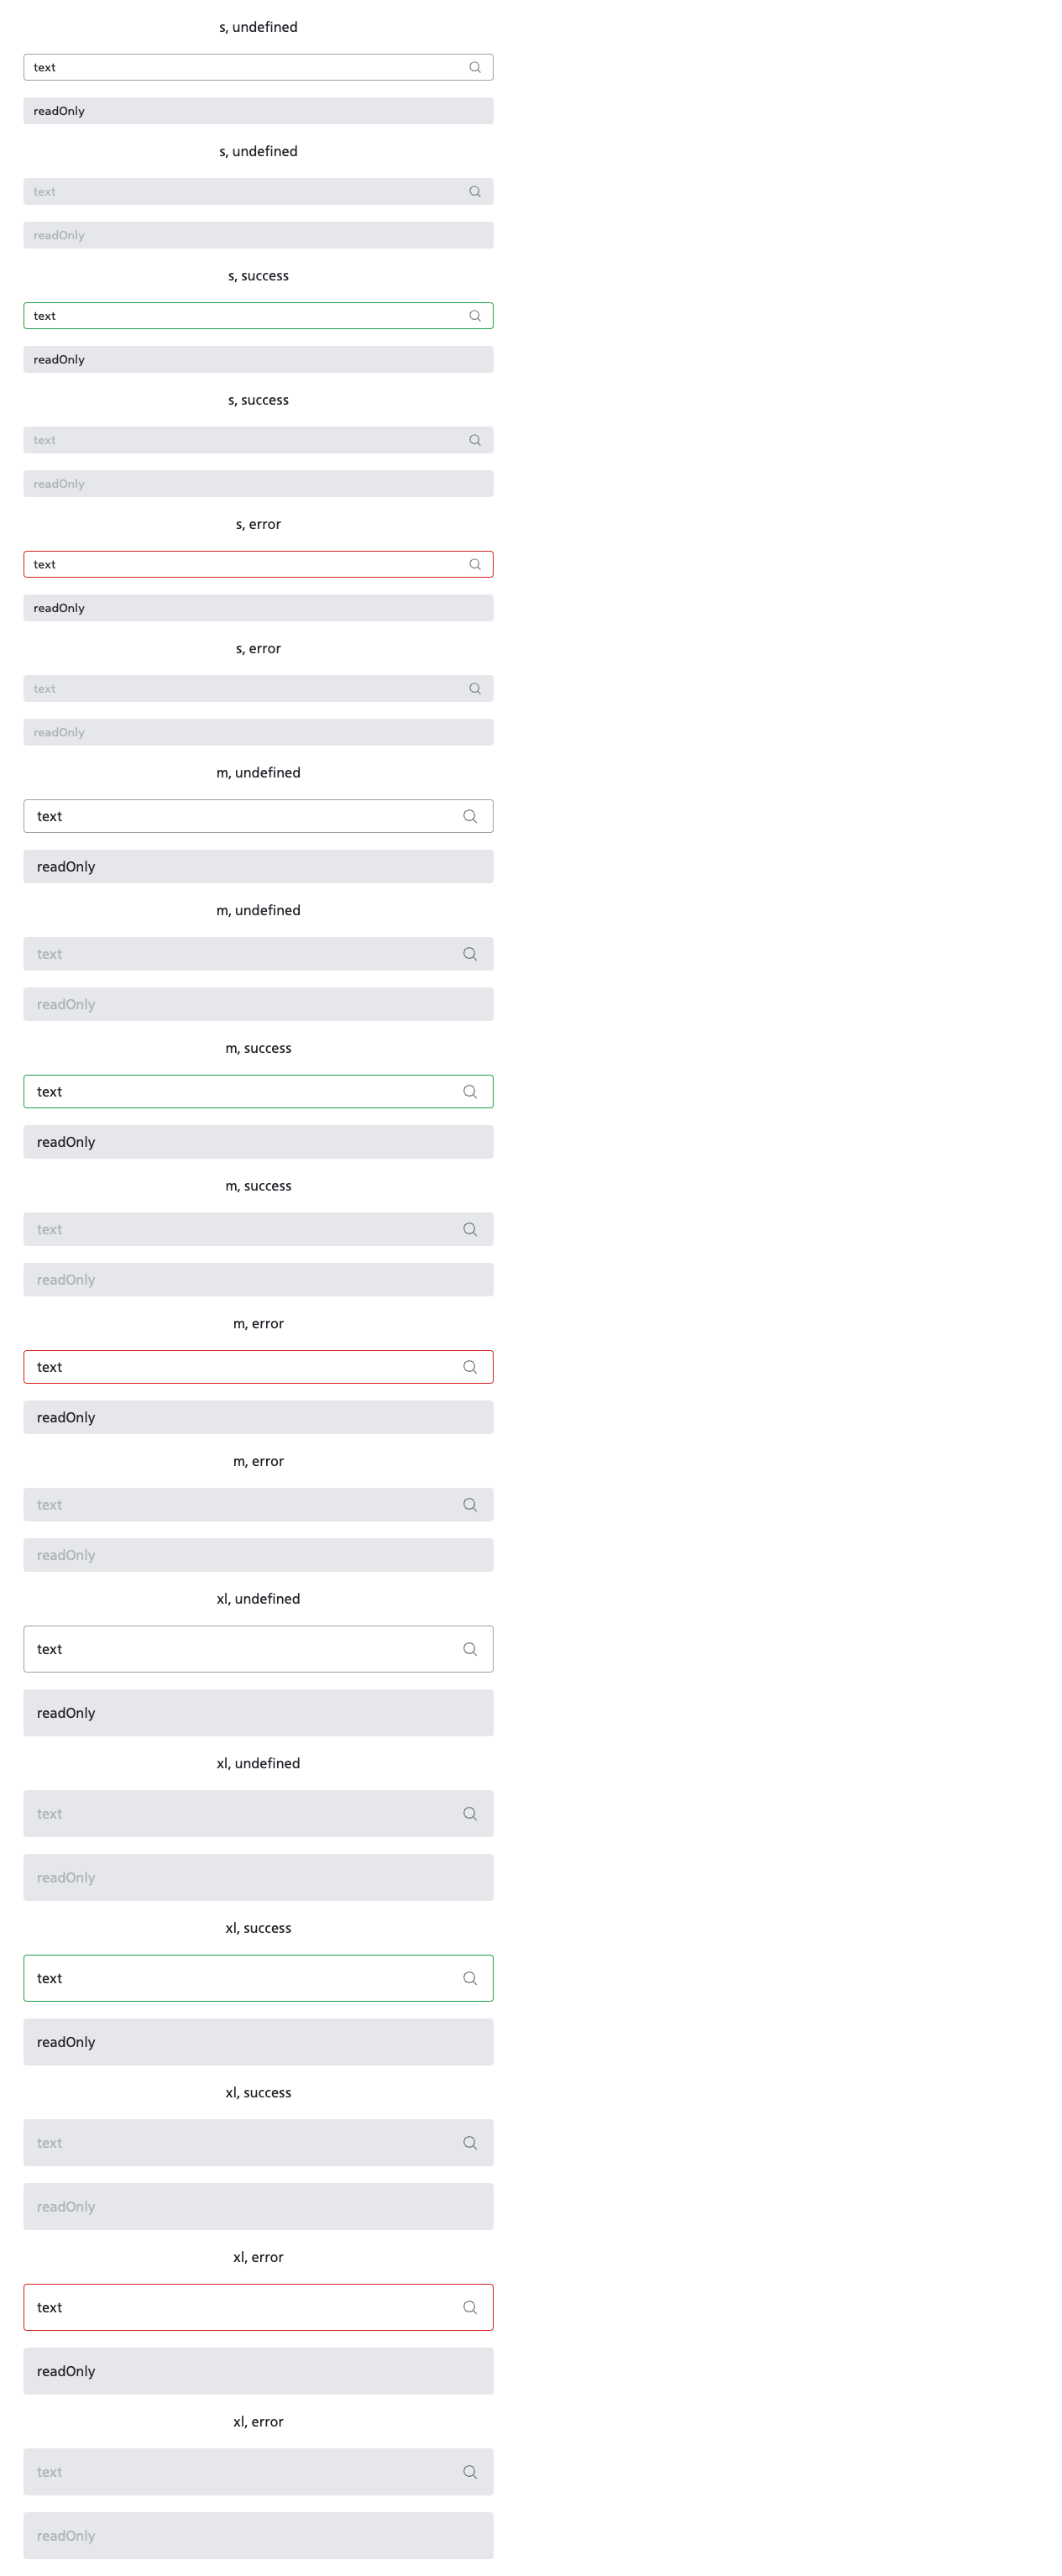 s, undefined
text
readOnly
s, undefined
text
readOnly
s, success
text
readOnly
s, success
text
readOnly
s, error
text
readOnly
s, error
text
readOnly
m, undefined
text
readOnly
m, undefined
text
readOnly
m, success
text
readOnly
m, success
text
readOnly
m, error
text
readOnly
m, error
text
readOnly
xl, undefined
text
readOnly
xl, undefined
text
readOnly
xl, success
text
readOnly
xl, success
text
readOnly
xl, error
text
readOnly
xl, error
text
readOnly